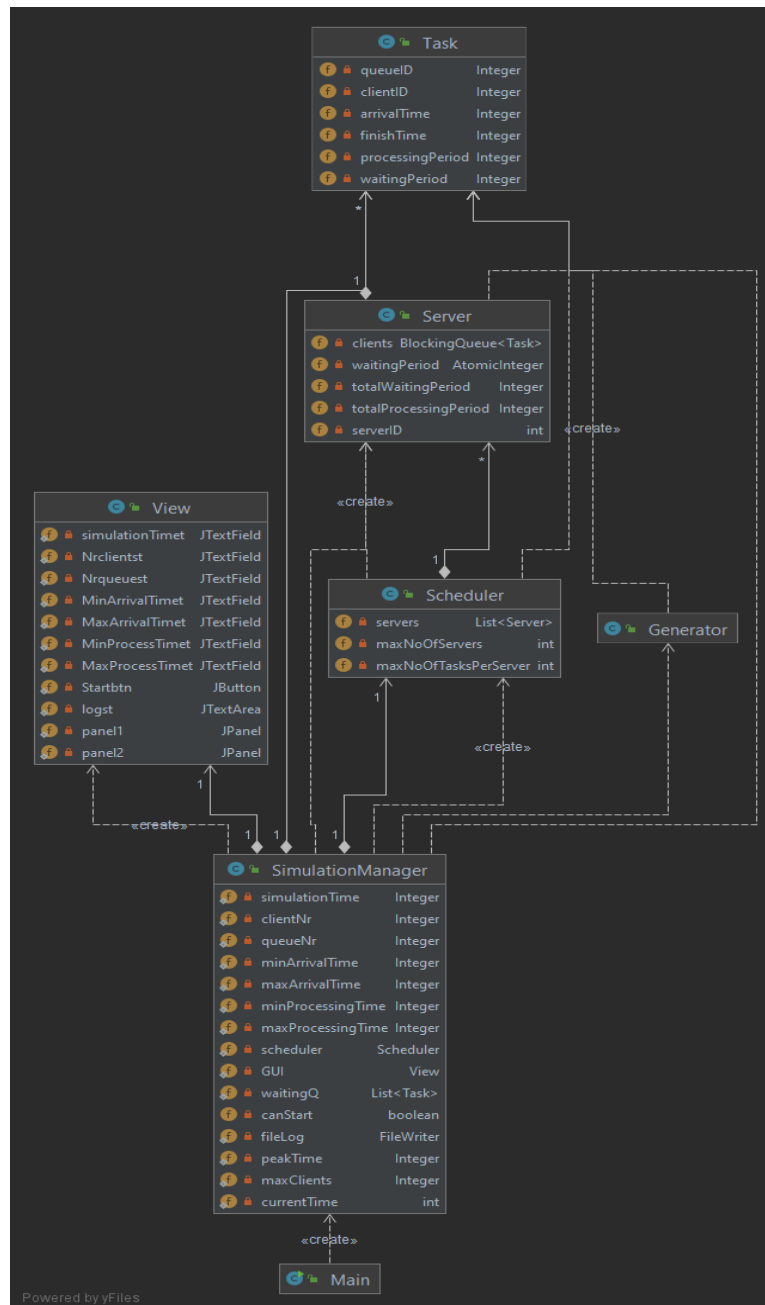 Task
queueID Integer
clientID Integer
arrivalTime Integer
finishTime Integer
processingPeriod Integer
waitingPeriod Integer
*
1
Server
clients BlockingQueue<Task>
waitingPeriod AtomicInteger
totalWaitingPeriod Integer
totalProcessingPeriod Integer
serverID int
«create»
*
«create»
View
simulationTimet JTextField
Nrclientst JTextField
Nrqueuest JTextField
MinArrivalTimet JTextField
MaxArrivalTimet JTextField
MinProcessTimet JTextField
MaxProcessTimet JTextField
Startbtn JButton
logst JTextArea
panel1 JPanel
panel2 JPanel
1
Scheduler
servers List<Server>
maxNoOfServers int
maxNoOfTasksPerServer int
Generator
1
«create»
1
«create»
1
1
1
SimulationManager
simulationTime Integer
clientNr Integer
queueNr Integer
minArrivalTime Integer
maxArrivalTime Integer
minProcessingTime Integer
maxProcessingTime Integer
scheduler Scheduler
GUI View
waitingQ List<Task>
canStart boolean
fileLog FileWriter
peakTime Integer
maxClients Integer
currentTime int
«create»
Main
Powered by yFiles